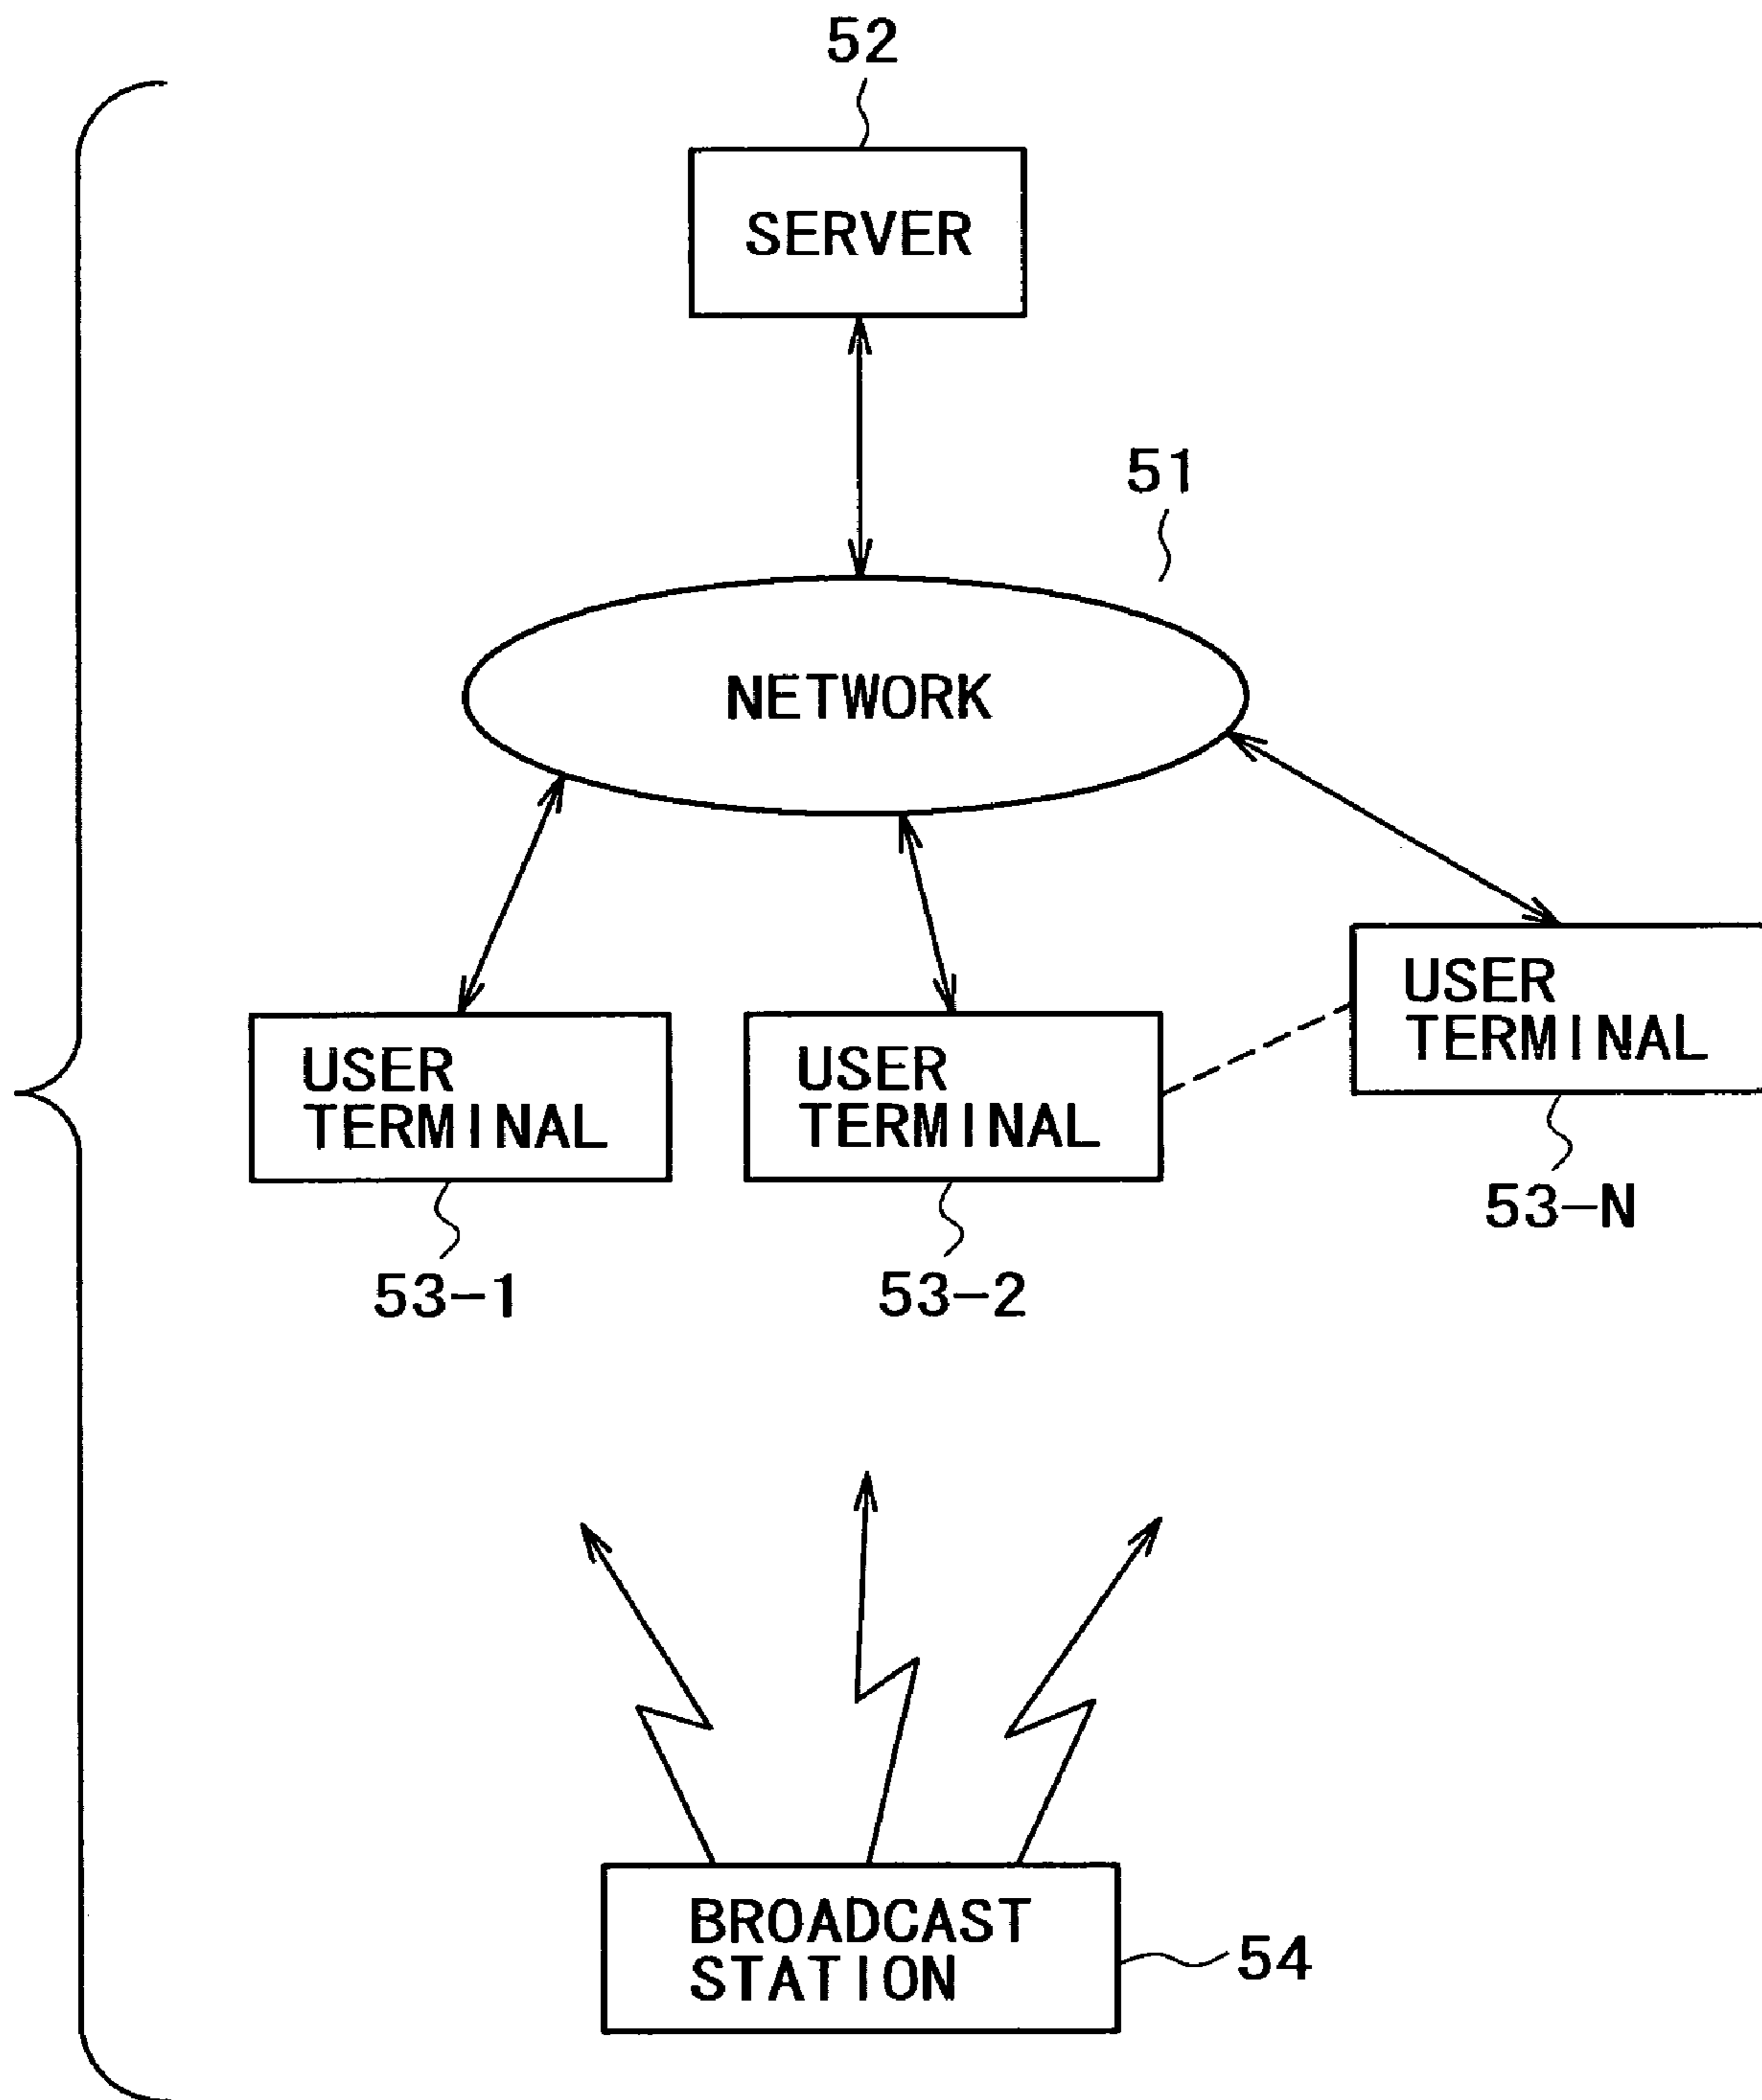 52
SERVER
51
NETWORK
USER
TERMINAL
53-1
USER
TERMINAL
53-2
USER
TERMINAL
53-N
BROADCAST
STATION
54